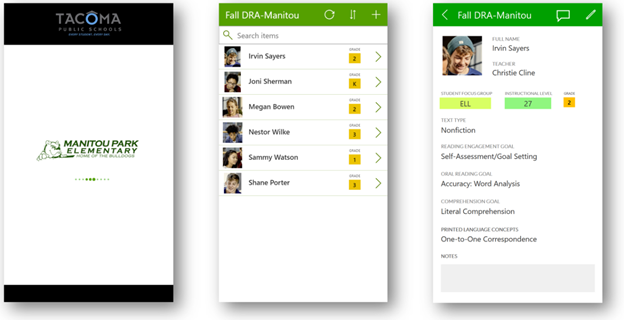 TACOMA
PUBLIC SCHOOLS
EVERY STUDENT. EVERY DAY.
MANITOU PARK
ELEMENTARY
HOME OF THE BULLDOGS
Fall DRA-Manitou
Search items
Irvin Sayers
GRADE
2
Joni Sherman
GRADE
K
Megan Bowen
GRADE
2
Nestor Wilke
GRADE
3
Sammy Watson
GRADE
1
Shane Porter
GRADE
3
Fall DRA-Manitou
FULL NAME
Irvin Sayers
TEACHER
Christie Cline
STUDENT FOCUS GROUP
INSTRUCTIONAL LEVEL
GRADE
ELL
27
2
TEXT TYPE
Nonfiction
READING ENGAGEMENT GOAL
Self-Assessment/Goal Setting
ORAL READING GOAL
Accuracy: Word Analysis
COMPREHENSION GOAL
Literal Comprehension
PRINTED LANGUAGE CONCEPTS
One-to-One Correspondence
NOTES